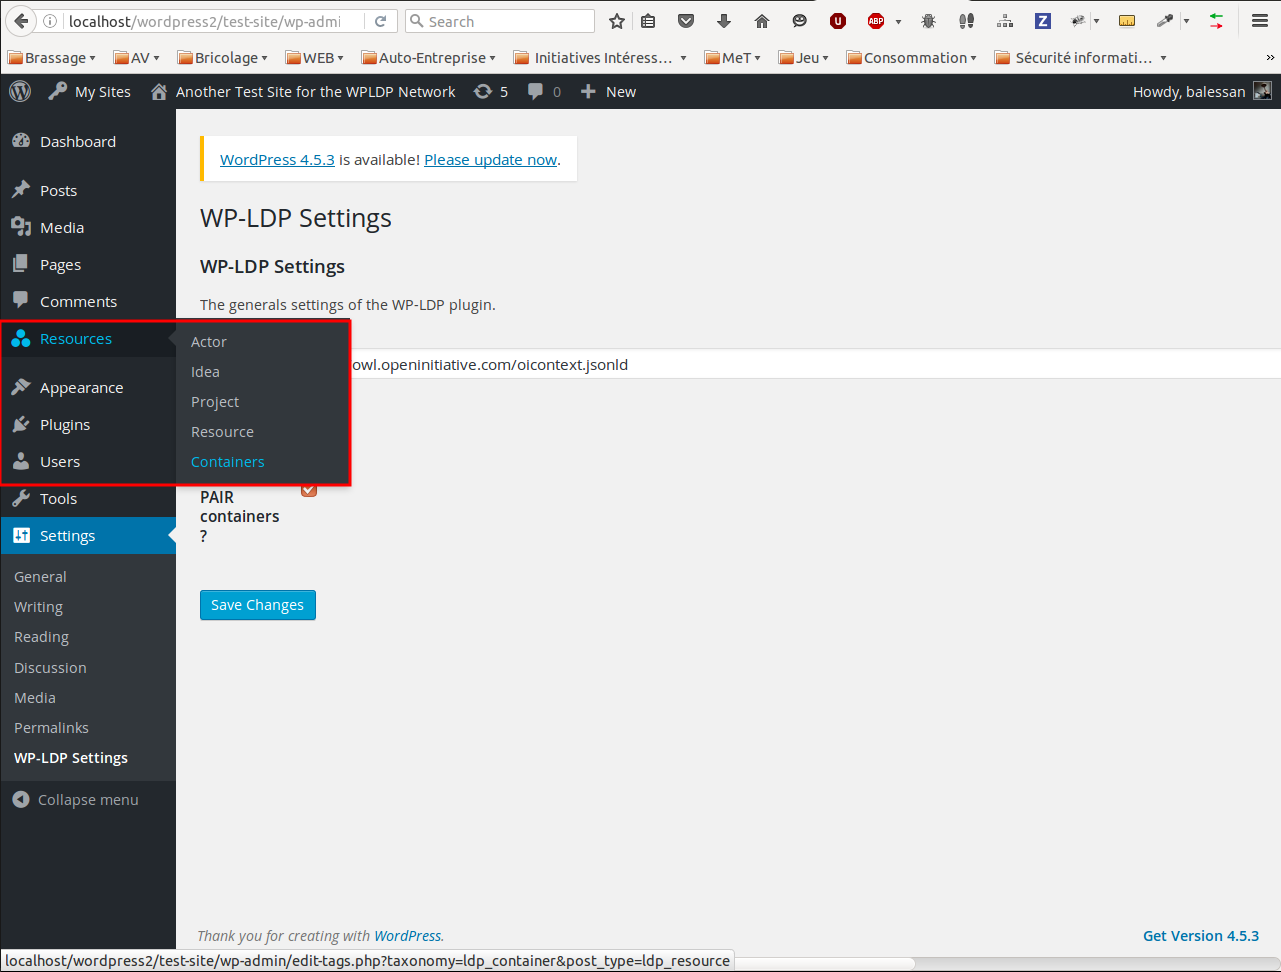 localhost/wordpress2/test-site/wp-admi
Search
U
ABP
Z
Brassage
AV
Bricolage
WEB
Auto-Entreprise
Initiatives Intéress...
MeT
Jeu
Consommation
Sécurité informati...
»
My Sites
Another Test Site for the WPLDP Network
5
0
New
Howdy, balessan
Dashboard
Posts
Media
Pages
Comments
Resources
Appearance
Plugins
Users
Tools
Settings
General
Writing
Reading
Discussion
Media
Permalinks
WP-LDP Settings
Collapse menu
Actor
Idea
Project
Resource
Containers
WordPress 4.5.3 is available! Please update now.
WP-LDP Settings
WP-LDP Settings
The generals settings of the WP-LDP plugin.
owl.openinitiative.com/oicontext.jsonld
PAIR
containers
?
Save Changes
Thank you for creating with WordPress.
Get Version 4.5.3
localhost/wordpress2/test-site/wp-admin/edit-tags.php?taxonomy=ldp_container&post_type=ldp_resource